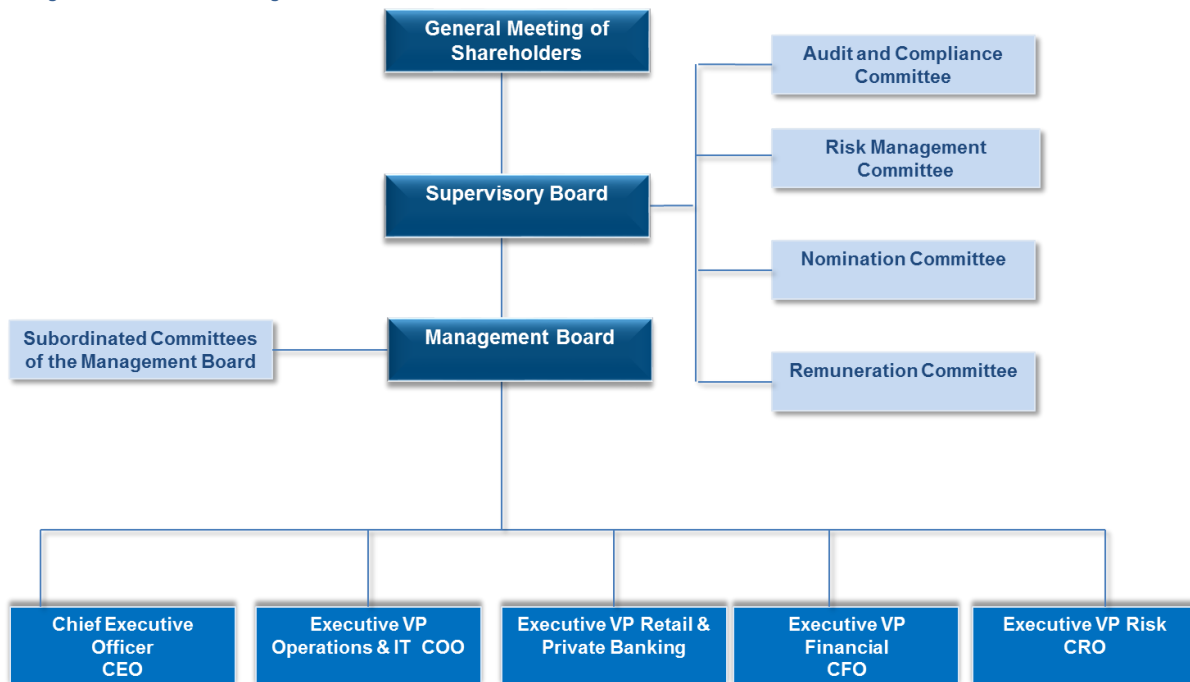 General Meeting of
Shareholders
Audit and Compliance
Committee
Risk Management
Committee
Supervisory Board
Nomination Committee
Subordinated Committees
of the Management Board
Management Board
Remuneration Committee
Chief Executive
Officer
CEO
Executive VP
Operations & IT COO
Executive VP Retail &
Private Banking
Executive VP
Financial
CFO
Executive VP Risk
CRO